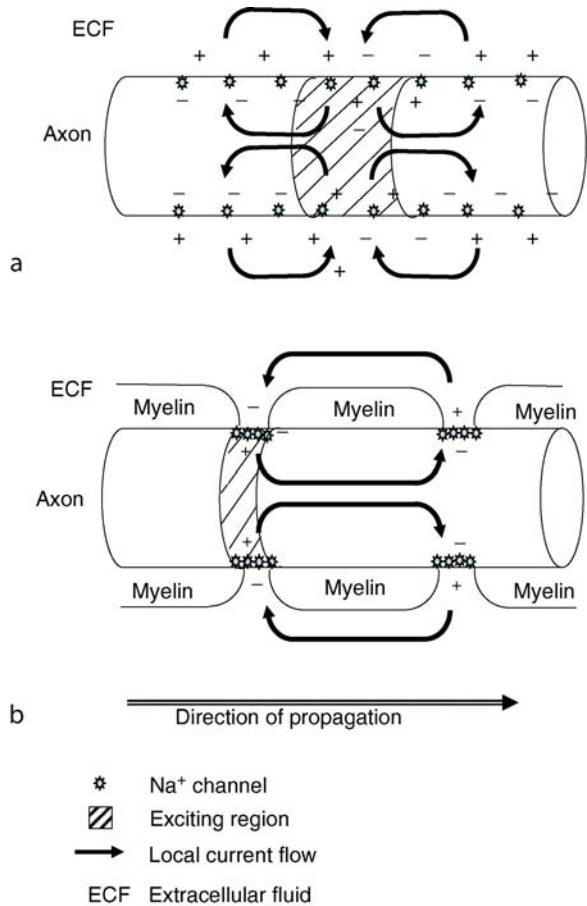 ECF
+ + + − − + +
− − − + + − −
Axon
−
− − − + + − − −
+ + + − − + +
+
a
ECF
Myelin Myelin Myelin
− +
− + −
Axon
+ −
− +
Myelin Myelin Myelin
b
Direction of propagation
Na+ channel
Exciting region
Local current flow
ECF Extracellular fluid